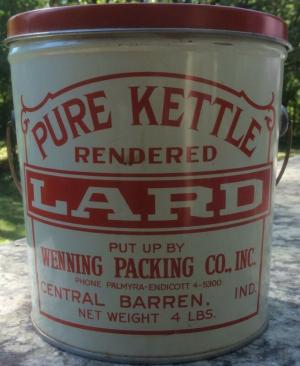 PURE KETTLE
RENDERED
LARD
PUT UP BY
WENNING PACKING CO., INC.
PHONE PALMYRA-ENDICOTT 4-5300
CENTRAL BARREN, IND.
NET WEIGHT 4 LBS.